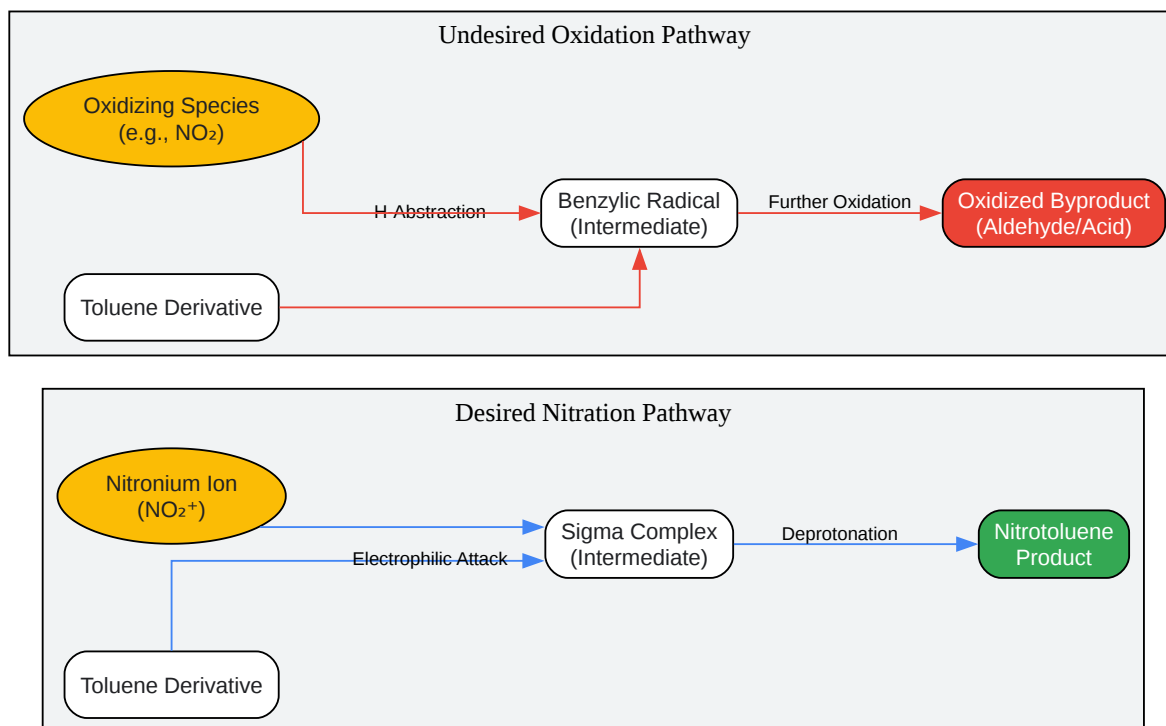 Undesired Oxidation Pathway
Oxidizing Species
(e.g., NO₂)
H-Abstraction
Benzylic Radical
(Intermediate)
Further Oxidation
Oxidized Byproduct
(Aldehyde/Acid)
Toluene Derivative
Desired Nitration Pathway
Nitronium Ion
(NO₂⁺)
Electrophilic Attack
Sigma Complex
(Intermediate)
Deprotonation
Nitrotoluene
Product
Toluene Derivative